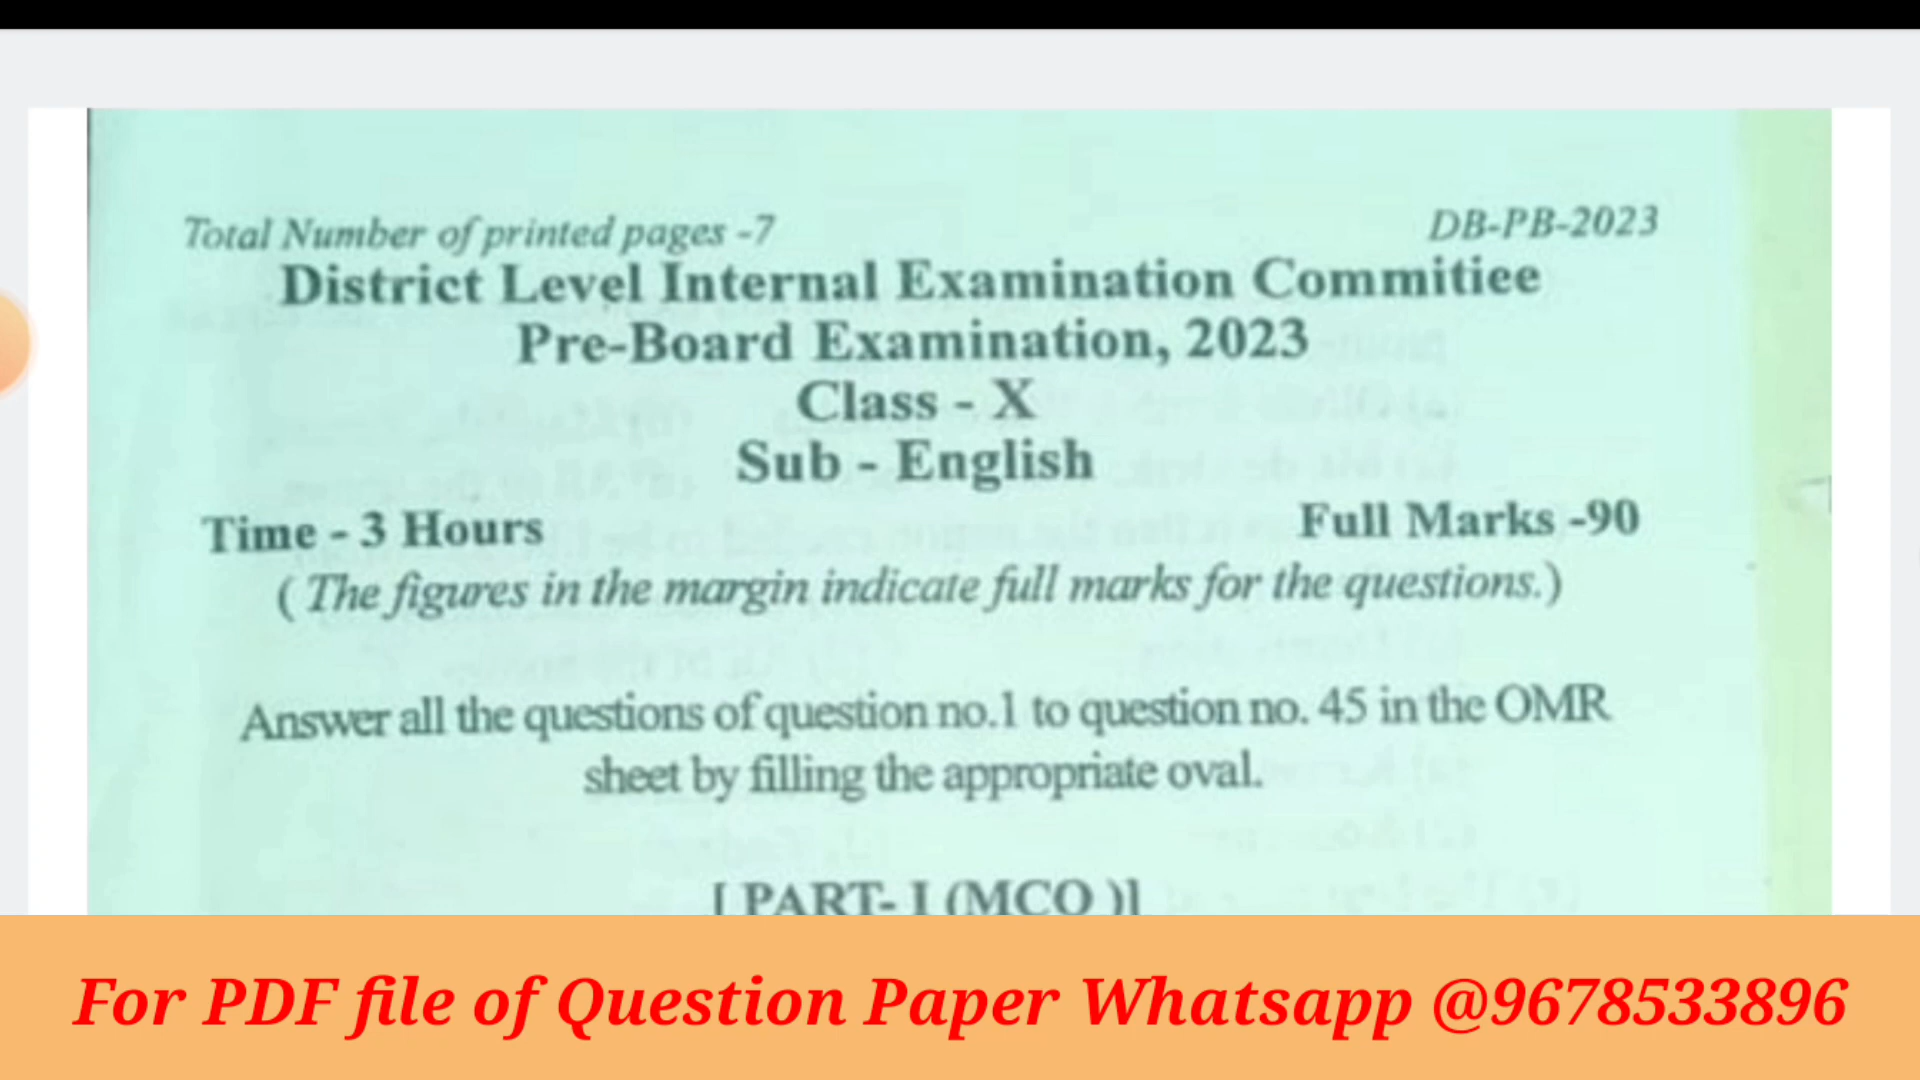 Total Number of printed pages -7
DB-PB-2023
District Level Internal Examination Commitiee
Pre-Board Examination, 2023
Class - X
Sub - English
Time - 3 Hours
Full Marks -90
( The figures in the margin indicate full marks for the questions.)
Answer all the questions of question no.1 to question no. 45 in the OMR
sheet by filling the appropriate oval.
[ PART- I (MCQ )]
For PDF file of Question Paper Whatsapp @9678533896